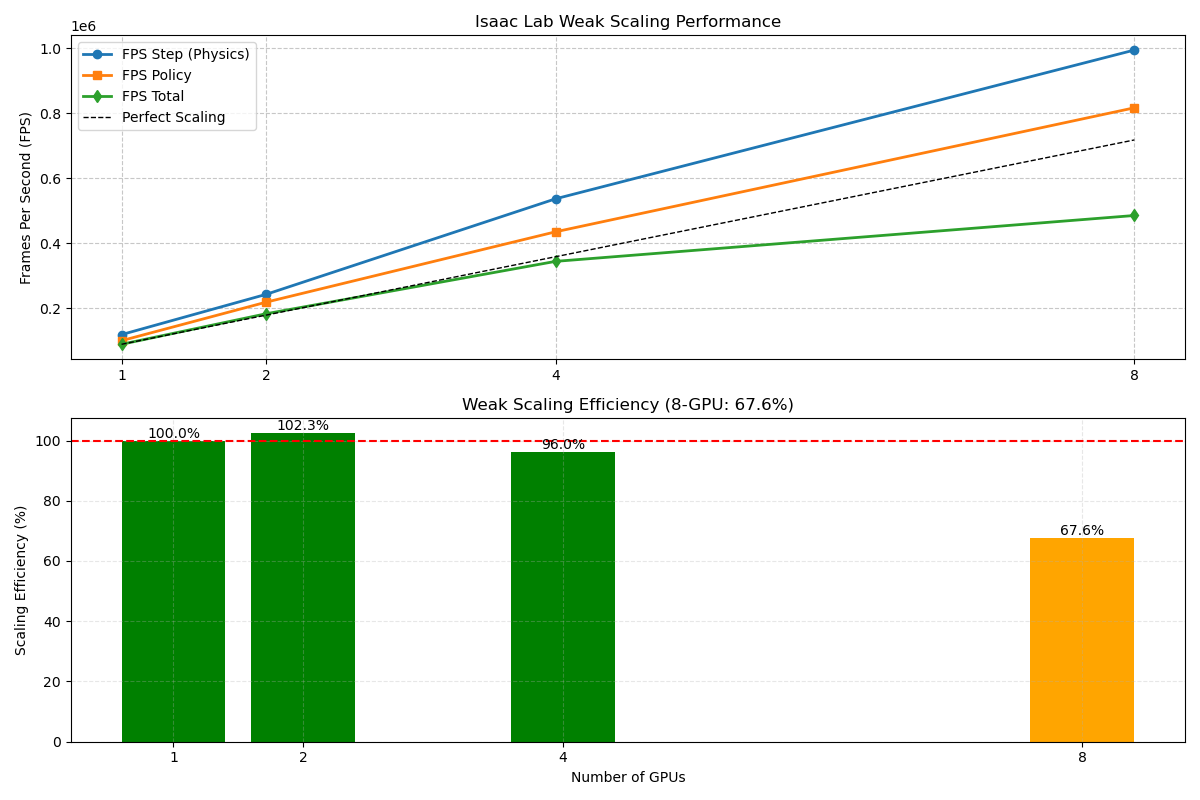 Isaac Lab Weak Scaling Performance
1e6
FPS Step (Physics)
FPS Policy
FPS Total
Perfect Scaling
Frames Per Second (FPS)
1.0
0.8
0.6
0.4
0.2
1 2 4 8
Weak Scaling Efficiency (8-GPU: 67.6%)
Scaling Efficiency (%)
100
80
60
40
20
0
100.0%
102.3%
96.0%
67.6%
1 2 4 8
Number of GPUs